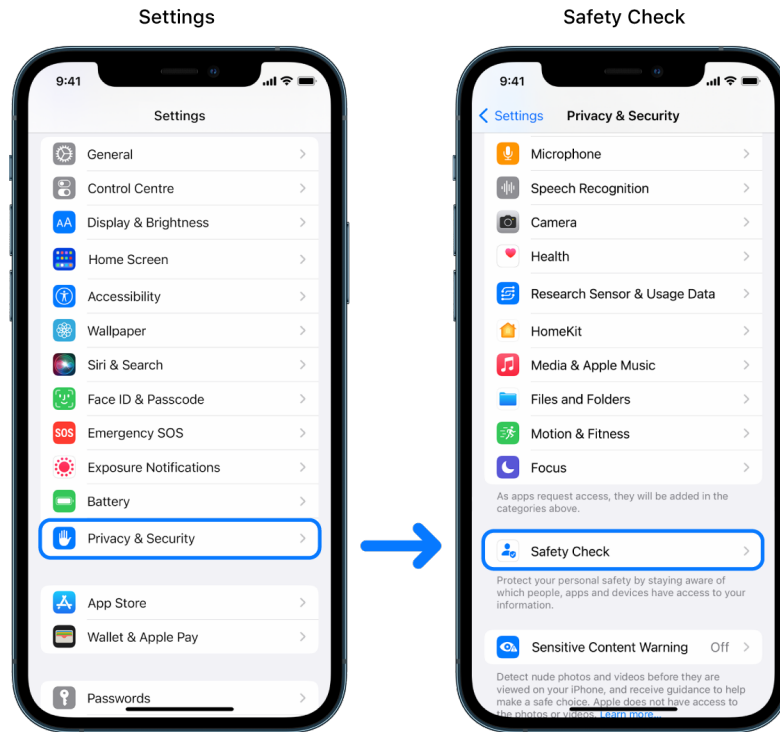 Settings
9:41
Settings
General
Control Centre
AA Display & Brightness
Home Screen
Accessibility
Wallpaper
Siri & Search
Face ID & Passcode
SOS Emergency SOS
Exposure Notifications
Battery
Privacy & Security
App Store
Wallet & Apple Pay
Passwords
Safety Check
9:41
Settings Privacy & Security
Microphone
Speech Recognition
Camera
Health
Research Sensor & Usage Data
HomeKit
Media & Apple Music
Files and Folders
Motion & Fitness
Focus
As apps request access, they will be added in the
categories above.
Safety Check
Protect your personal safety by staying aware of
which people, apps and devices have access to your
information.
Sensitive Content Warning Off
Detect nude photos and videos before they are
viewed on your iPhone, and receive guidance to help
make a safe choice. Apple does not have access to
the photos or videos. Learn more...